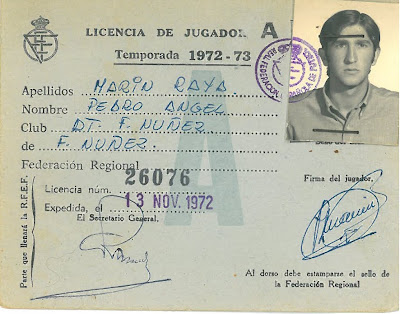 LICENCIA DE JUGADOR A
Temporada 1972-73
Apellidos MARIN RAYA
Nombre PEDRO ANGEL
Club AT. F. NUÑEZ
de F. NUÑEZ
Federación Regional
Licencia núm. 26076
Expedida, el 13 NOV. 1972
El Secretario General,
Firma del jugador,
Al dorso debe estamparse el sello de
la Federación Regional
Parte que llenará la R.F.E.F.
A
REAL FEDERACION